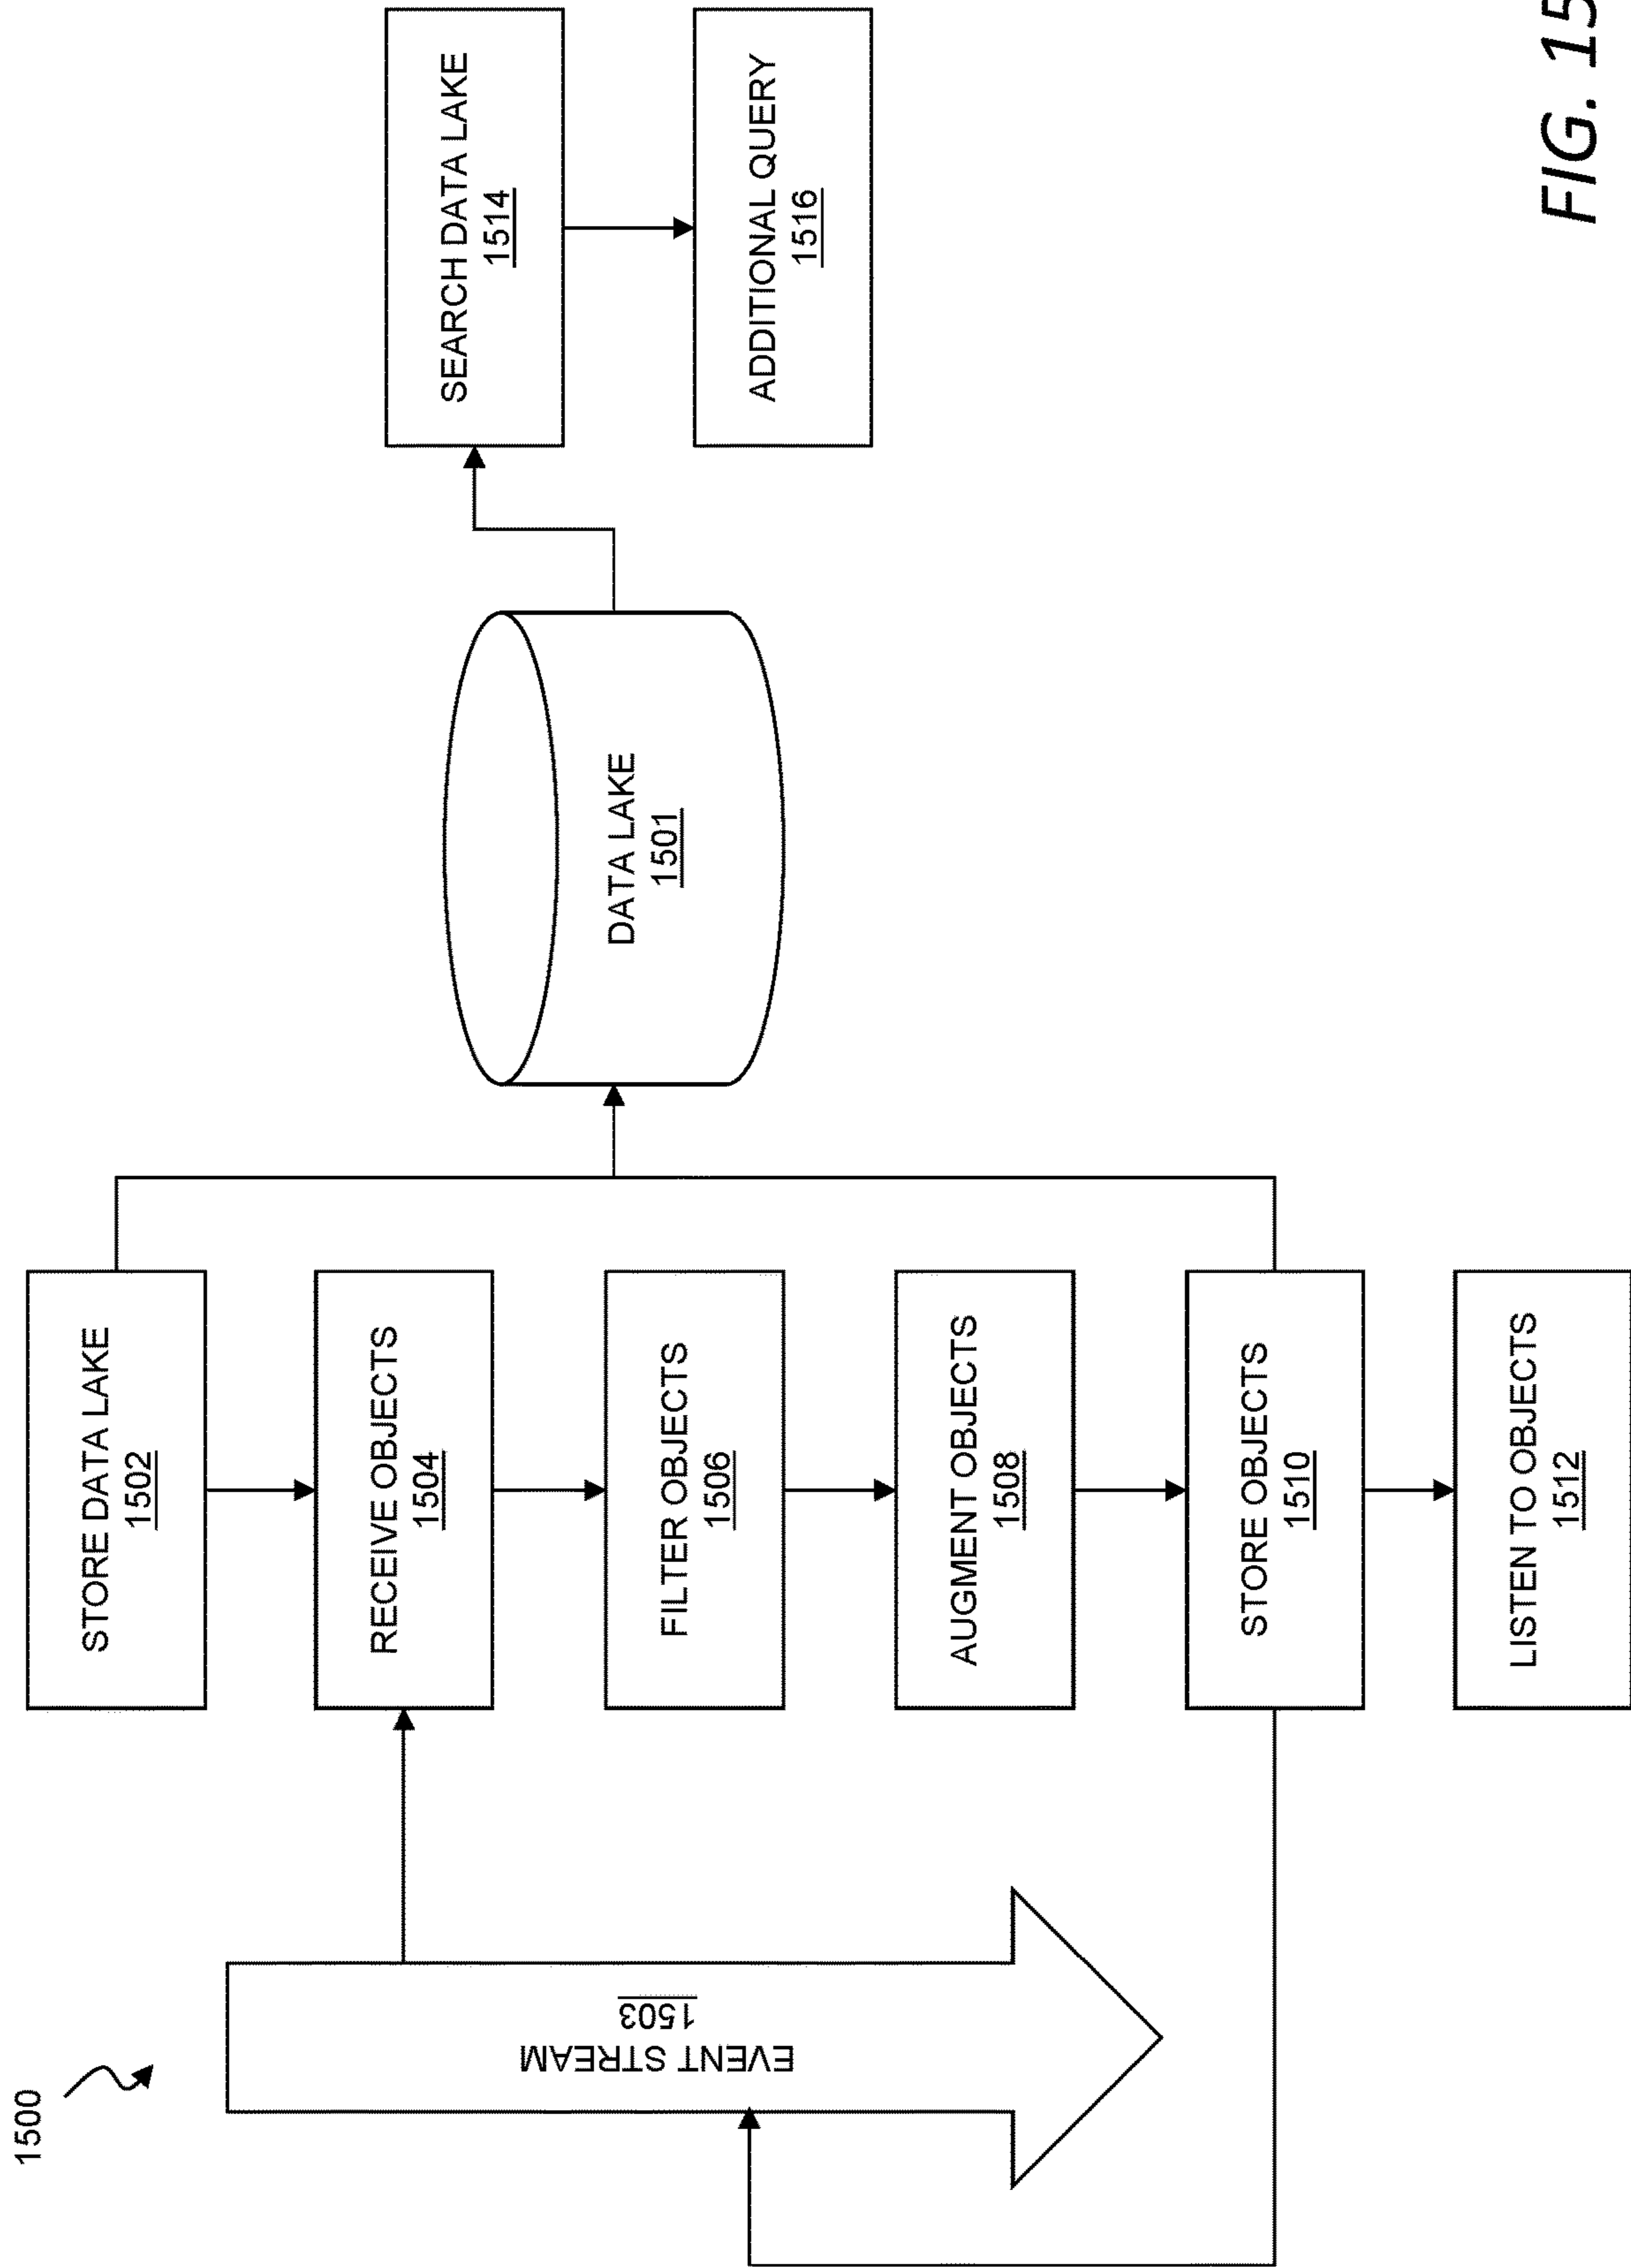 1500
EVENT STREAM
1503
STORE DATA LAKE
1502
RECEIVE OBJECTS
1504
FILTER OBJECTS
1506
AUGMENT OBJECTS
1508
STORE OBJECTS
1510
LISTEN TO OBJECTS
1512
DATA LAKE
1501
SEARCH DATA LAKE
1514
ADDITIONAL QUERY
1516
FIG. 15